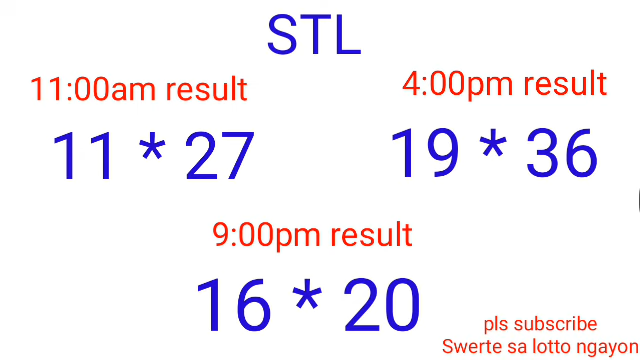 STL
11:00am result
4:00pm result
11 * 27
19 * 36
9:00pm result
16 * 20
pls subscribe
Swerte sa lotto ngayon